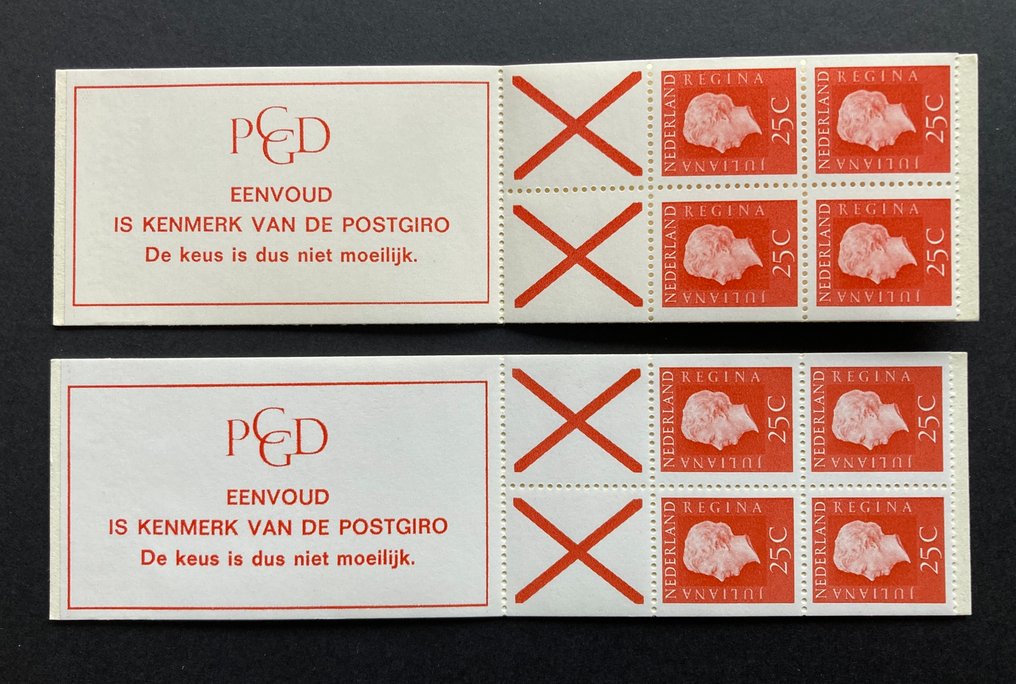 PCGD
EENVOUD
IS KENMERK VAN DE POSTGIRO
De keus is dus niet moeilijk.
NEDERLAND REGINA 25C JULIANA
NEDERLAND REGINA 25C JULIANA
NEDERLAND REGINA 25C JULIANA
NEDERLAND REGINA 25C JULIANA
PCGD
EENVOUD
IS KENMERK VAN DE POSTGIRO
De keus is dus niet moeilijk.
NEDERLAND REGINA 25C JULIANA
NEDERLAND REGINA 25C JULIANA
NEDERLAND REGINA 25C JULIANA
NEDERLAND REGINA 25C JULIANA